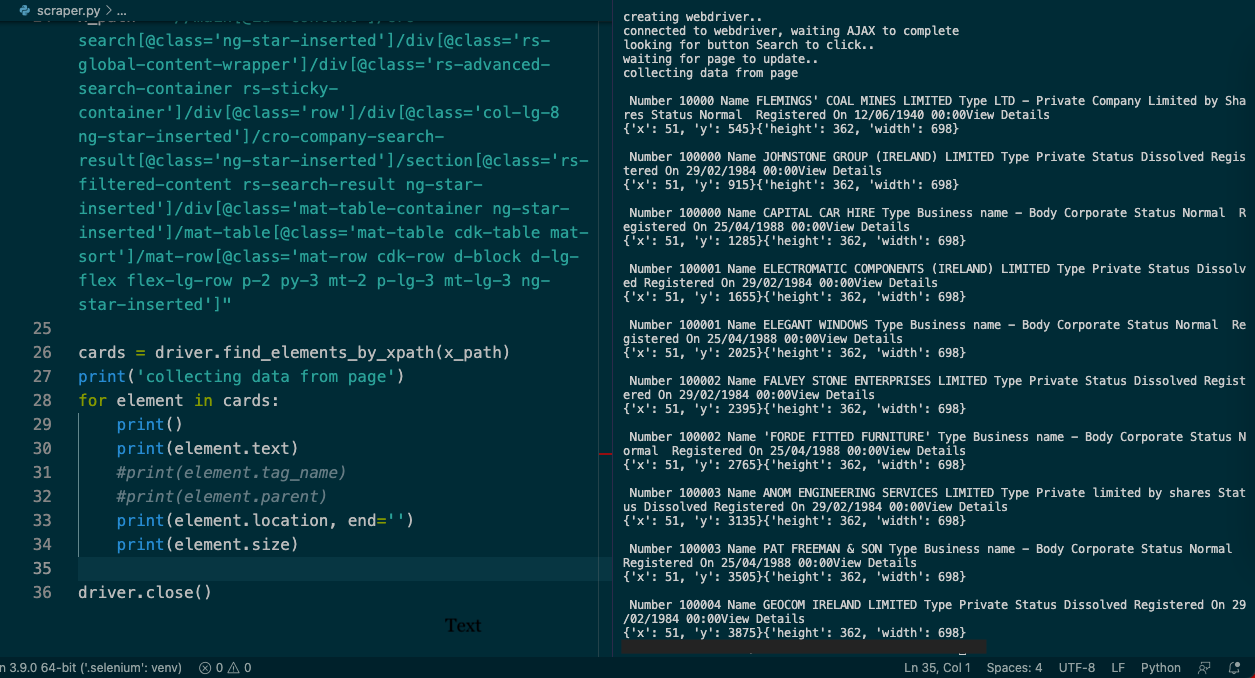 scraper.py > ...
search[@class='ng-star-inserted']/div[@class='rs-
global-content-wrapper']/div[@class='rs-advanced-
search-container rs-sticky-
container']/div[@class='row']/div[@class='col-lg-8
ng-star-inserted']/cro-company-search-
result[@class='ng-star-inserted']/section[@class='rs-
filtered-content rs-search-result ng-star-
inserted']/div[@class='mat-table-container ng-star-
inserted']/mat-table[@class='mat-table cdk-table mat-
sort']/mat-row[@class='mat-row cdk-row d-block d-lg-
flex flex-lg-row p-2 py-3 mt-2 p-lg-3 mt-lg-3 ng-
star-inserted']"
25
26 cards = driver.find_elements_by_xpath(x_path)
27 print('collecting data from page')
28 for element in cards:
29 print()
30 print(element.text)
31 #print(element.tag_name)
32 #print(element.parent)
33 print(element.location, end='')
34 print(element.size)
35
36 driver.close()
Text
creating webdriver..
connected to webdriver, waiting AJAX to complete
looking for button Search to click..
waiting for page to update..
collecting data from page
Number 10000 Name FLEMINGS' COAL MINES LIMITED Type LTD - Private Company Limited by Sha
res Status Normal  Registered On 12/06/1940 00:00View Details
{'x': 51, 'y': 545}{'height': 362, 'width': 698}
Number 100000 Name JOHNSTONE GROUP (IRELAND) LIMITED Type Private Status Dissolved Regis
tered On 29/02/1984 00:00View Details
{'x': 51, 'y': 915}{'height': 362, 'width': 698}
Number 100000 Name CAPITAL CAR HIRE Type Business name - Body Corporate Status Normal  R
egistered On 25/04/1988 00:00View Details
{'x': 51, 'y': 1285}{'height': 362, 'width': 698}
Number 100001 Name ELECTROMATIC COMPONENTS (IRELAND) LIMITED Type Private Status Dissolv
ed Registered On 29/02/1984 00:00View Details
{'x': 51, 'y': 1655}{'height': 362, 'width': 698}
Number 100001 Name ELEGANT WINDOWS Type Business name - Body Corporate Status Normal  Re
gistered On 25/04/1988 00:00View Details
{'x': 51, 'y': 2025}{'height': 362, 'width': 698}
Number 100002 Name FALVEY STONE ENTERPRISES LIMITED Type Private Status Dissolved Regist
ered On 29/02/1984 00:00View Details
{'x': 51, 'y': 2395}{'height': 362, 'width': 698}
Number 100002 Name 'FORDE FITTED FURNITURE' Type Business name - Body Corporate Status N
ormal  Registered On 25/04/1988 00:00View Details
{'x': 51, 'y': 2765}{'height': 362, 'width': 698}
Number 100003 Name ANOM ENGINEERING SERVICES LIMITED Type Private limited by shares Stat
us Dissolved Registered On 29/02/1984 00:00View Details
{'x': 51, 'y': 3135}{'height': 362, 'width': 698}
Number 100003 Name PAT FREEMAN & SON Type Business name - Body Corporate Status Normal
Registered On 25/04/1988 00:00View Details
{'x': 51, 'y': 3505}{'height': 362, 'width': 698}
Number 100004 Name GEOCOM IRELAND LIMITED Type Private Status Dissolved Registered On 29
/02/1984 00:00View Details
{'x': 51, 'y': 3875}{'height': 362, 'width': 698}
n 3.9.0 64-bit ('.selenium': venv) 0 0 Ln 35, Col 1 Spaces: 4 UTF-8 LF Python